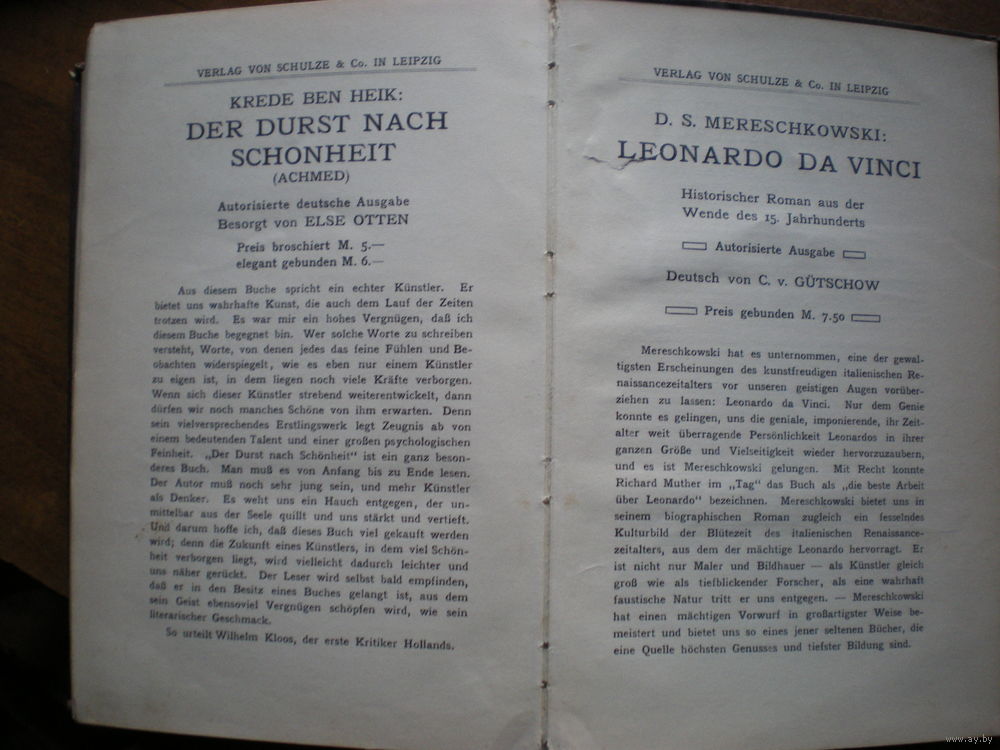 VERLAG VON SCHULZE & Co. IN LEIPZIG
KREDE BEN HEIK:
DER DURST NACH
SCHONHEIT
(ACHMED)
Autorisierte deutsche Ausgabe
Besorgt von ELSE OTTEN
Preis broschiert M. 5.—
elegant gebunden M. 6.—
Aus diesem Buche spricht ein echter Künstler. Er
bietet uns wahrhafte Kunst, die auch dem Lauf der Zeiten
trotzen wird. Es war mir ein hohes Vergnügen, daß ich
diesem Buche begegnet bin. Wer solche Worte zu schreiben
versteht, Worte, von denen jedes das feine Fühlen und Be-
obachten widerspiegelt, wie es eben nur einem Künstler
zu eigen ist, in dem liegen noch viele Kräfte verborgen.
Wenn sich dieser Künstler strebend weiterentwickelt, dann
dürfen wir noch manches Schöne von ihm erwarten. Denn
sein vielversprechendes Erstlingswerk legt Zeugnis ab von
einem bedeutenden Talent und einer großen psychologischen
Feinheit. „Der Durst nach Schönheit“ ist ein ganz beson-
deres Buch. Man muß es von Anfang bis zu Ende lesen.
Der Autor muß noch sehr jung sein, und mehr Künstler
als Denker. Es weht uns ein Hauch entgegen, der un-
mittelbar aus der Seele quillt und uns stärkt und vertieft.
Und darum hoffe ich, daß dieses Buch viel gekauft werden
wird; denn die Zukunft eines Künstlers, in dem viel Schön-
heit verborgen liegt, wird vielleicht dadurch leichter und
uns näher gerückt. Der Leser wird selbst bald empfinden,
daß er in den Besitz eines Buches gelangt ist, aus dem
sein Geist ebensoviel Vergnügen schöpfen wird, wie sein
literarischer Geschmack.
So urteilt Wilhelm Kloos, der erste Kritiker Hollands.
VERLAG VON SCHULZE & Co. IN LEIPZIG
D. S. MERESCHKOWSKI:
LEONARDO DA VINCI
Historischer Roman aus der
Wende des 15. Jahrhunderts
Autorisierte Ausgabe
Deutsch von C. v. GÜTSCHOW
Preis gebunden M. 7.50
Mereschkowski hat es unternommen, eine der gewal-
tigsten Erscheinungen des kunstfreudigen italienischen Re-
naissancezeitalters vor unseren geistigen Augen vorüber-
ziehen zu lassen: Leonardo da Vinci. Nur dem Genie
konnte es gelingen, uns die geniale, imponierende, ihr Zeit-
alter weit überragende Persönlichkeit Leonardos in ihrer
ganzen Größe und Vielseitigkeit wieder hervorzuzaubern,
und es ist Mereschkowski gelungen. Mit Recht konnte
Richard Muther im „Tag“ das Buch als „die beste Arbeit
über Leonardo“ bezeichnen. Mereschkowski bietet uns in
seinem biographischen Roman zugleich ein fesselndes
Kulturbild der Blütezeit des italienischen Renaissance-
zeitalters, aus dem der mächtige Leonardo hervorragt. Er
ist nicht nur Maler und Bildhauer — als Künstler gleich
groß wie als tiefblickender Forscher, als eine wahrhaft
faustische Natur tritt er uns entgegen. — Mereschkowski
hat einen mächtigen Vorwurf in großartigster Weise be-
meistert und bietet uns so eines jener seltenen Bücher, die
eine Quelle höchsten Genusses und tiefster Bildung sind.
www.ay.by